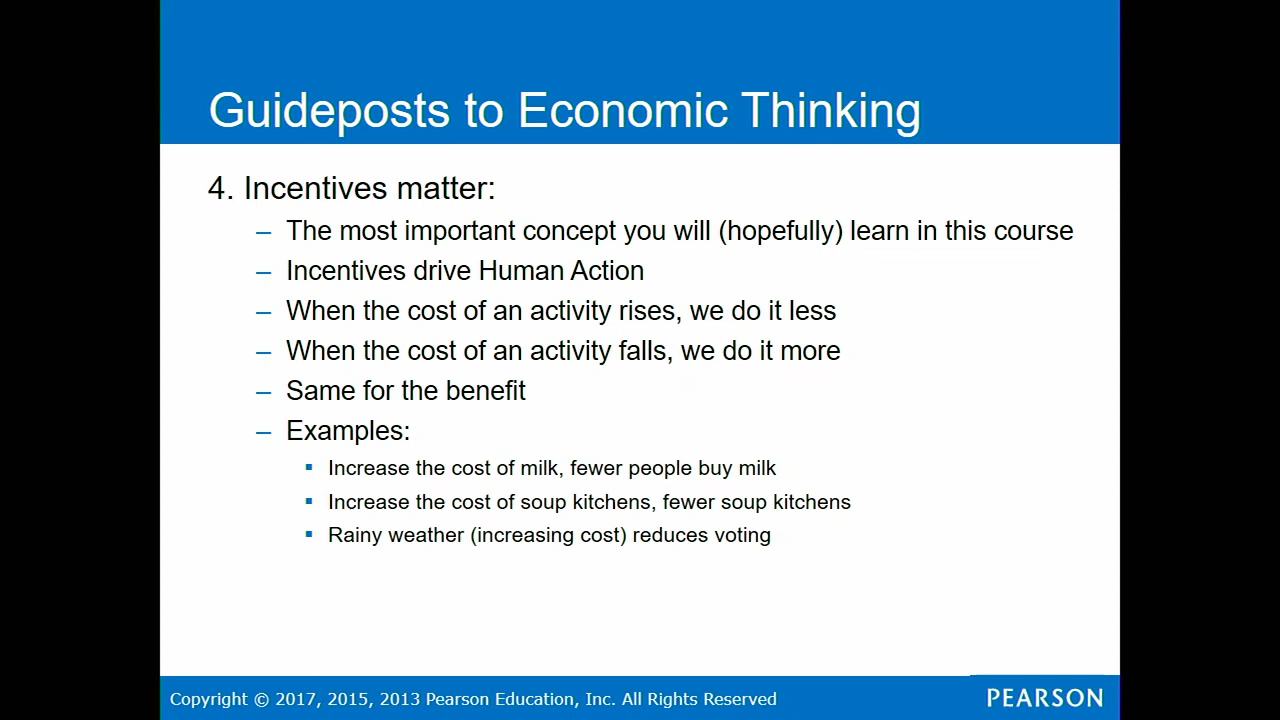 Guideposts to Economic Thinking
4. Incentives matter:
– The most important concept you will (hopefully) learn in this course
– Incentives drive Human Action
– When the cost of an activity rises, we do it less
– When the cost of an activity falls, we do it more
– Same for the benefit
– Examples:
▪ Increase the cost of milk, fewer people buy milk
▪ Increase the cost of soup kitchens, fewer soup kitchens
▪ Rainy weather (increasing cost) reduces voting
Copyright © 2017, 2015, 2013 Pearson Education, Inc. All Rights Reserved
PEARSON